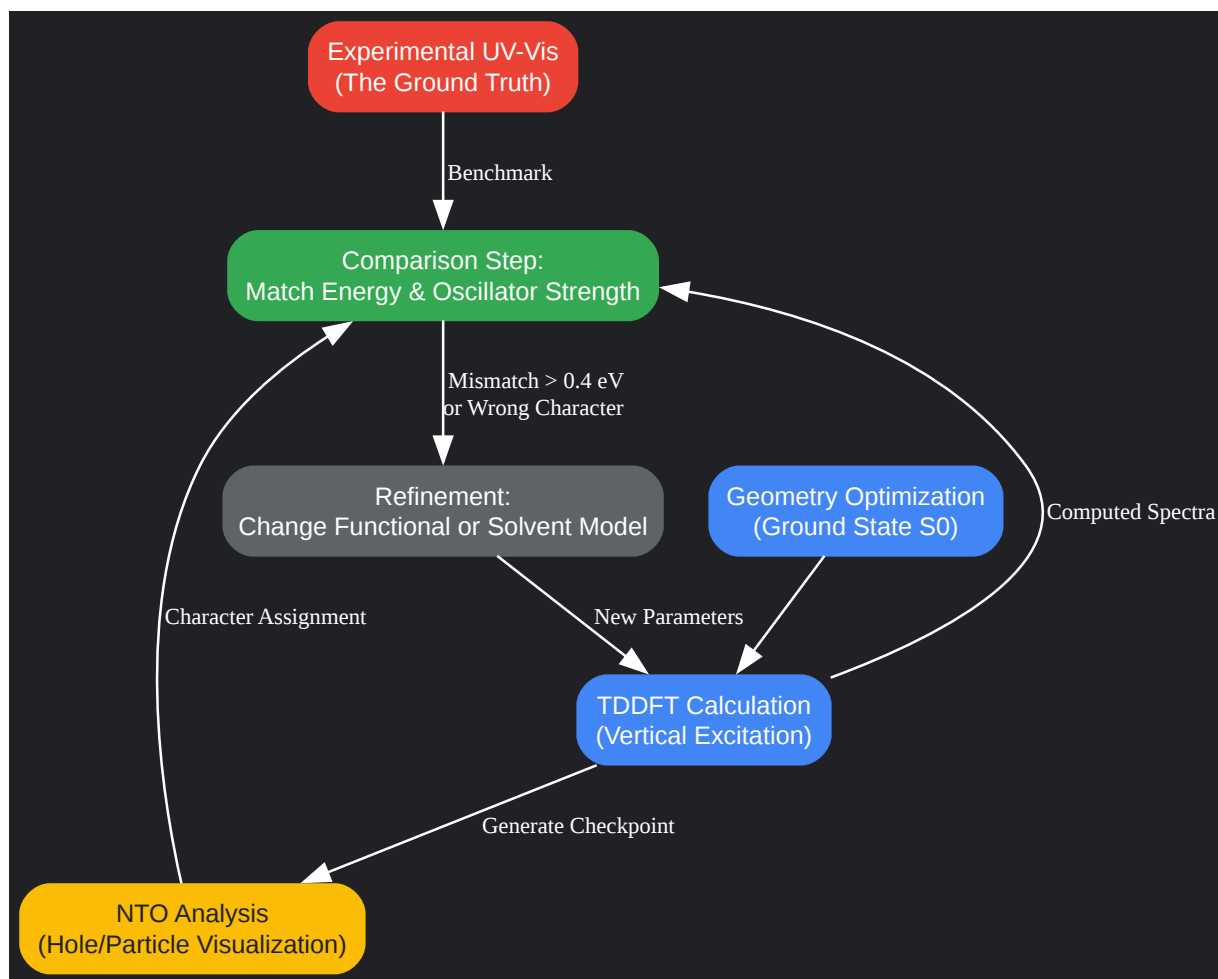 Experimental UV-Vis
(The Ground Truth)
Benchmark
Comparison Step:
Match Energy & Oscillator Strength
Mismatch > 0.4 eV
or Wrong Character
Refinement:
Change Functional or Solvent Model
Geometry Optimization
(Ground State S0)
Computed Spectra
Character Assignment
New Parameters
TDDFT Calculation
(Vertical Excitation)
Generate Checkpoint
NTO Analysis
(Hole/Particle Visualization)